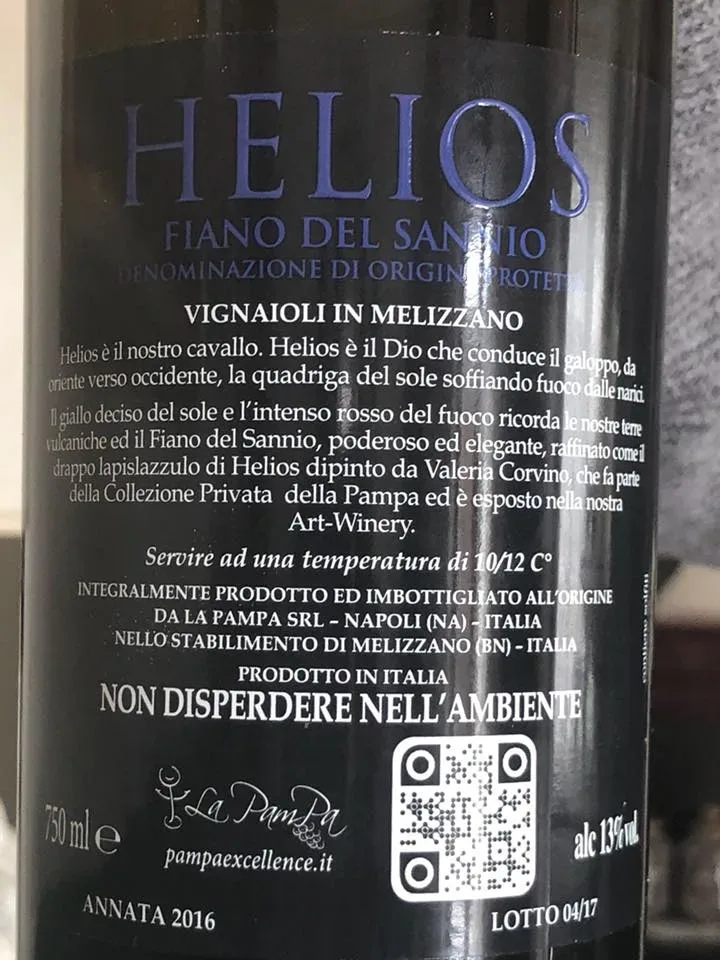 HELIOS
FIANO DEL SANNIO
DENOMINAZIONE DI ORIGINE PROTETTA
VIGNAIOLI IN MELIZZANO
Helios è il nostro cavallo. Helios è il Dio che conduce il galoppo, da
oriente verso occidente, la quadriga del sole soffiando fuoco dalle narici.
Il giallo deciso del sole e l'intenso rosso del fuoco ricorda le nostre terre
vulcaniche ed il Fiano del Sannio, poderoso ed elegante, raffinato come il
drappo lapislazzulo di Helios dipinto da Valeria Corvino, che fa parte
della Collezione Privata della Pampa ed è esposto nella nostra
Art-Winery.
Servire ad una temperatura di 10/12 C°
INTEGRALMENTE PRODOTTO ED IMBOTTIGLIATO ALL'ORIGINE
DA LA PAMPA SRL – NAPOLI (NA) – ITALIA
NELLO STABILIMENTO DI MELIZZANO (BN) – ITALIA
PRODOTTO IN ITALIA
NON DISPERDERE NELL'AMBIENTE
La PamPa
750 ml e
pampaexcellence.it
alc 13% vol.
ANNATA 2016
LOTTO 04/17